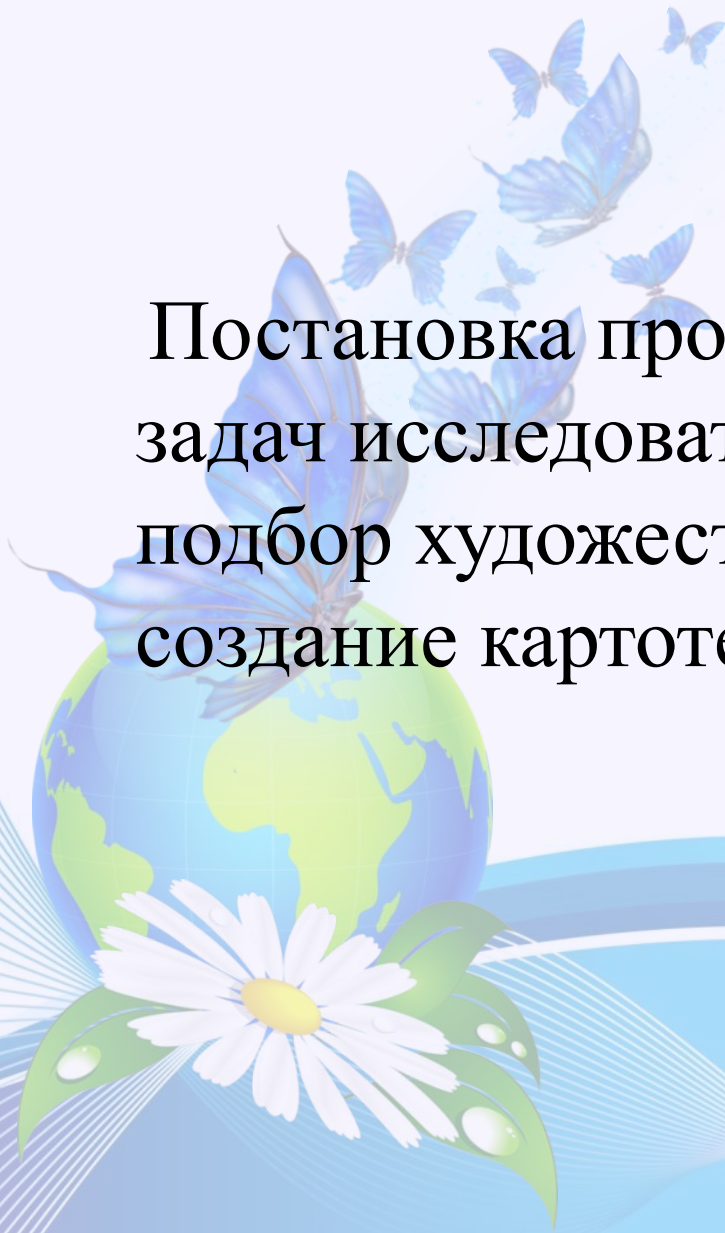 Постановка про
задач исследоват
подбор художест
создание картоте